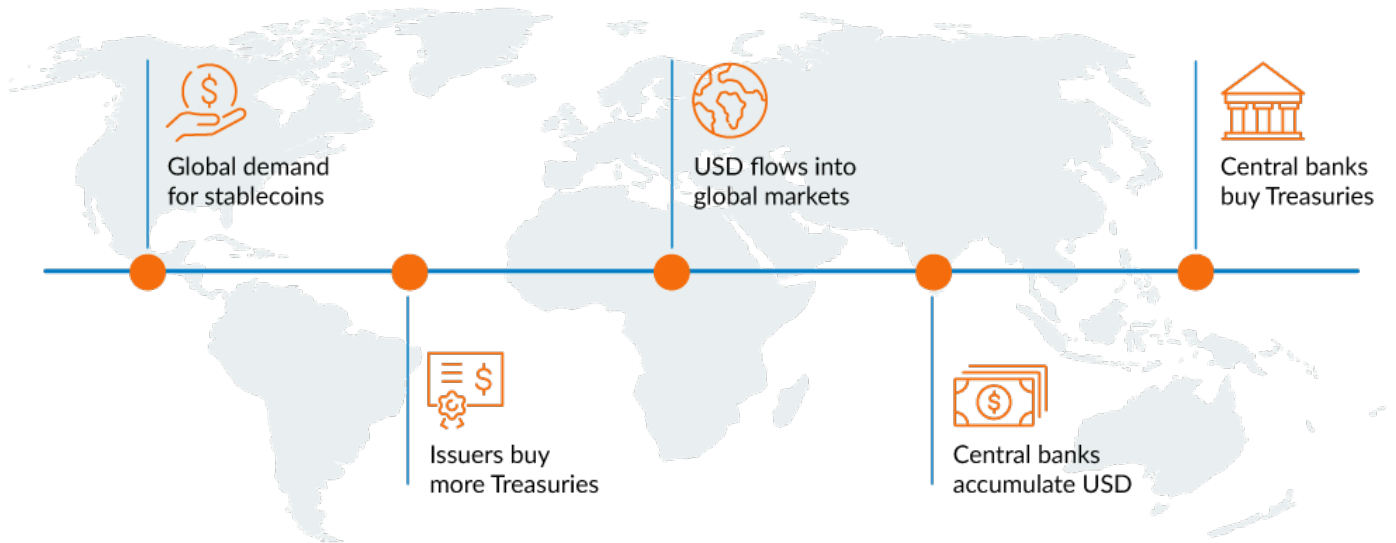 Global demand
for stablecoins
Issuers buy
more Treasuries
USD flows into
global markets
Central banks
accumulate USD
Central banks
buy Treasuries